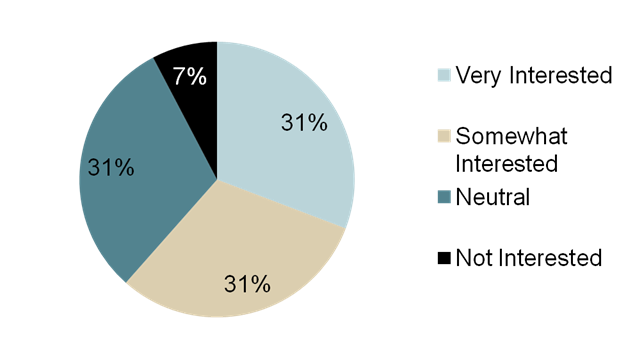 7%
31%
31%
31%
Very Interested
Somewhat
Interested
Neutral
Not Interested